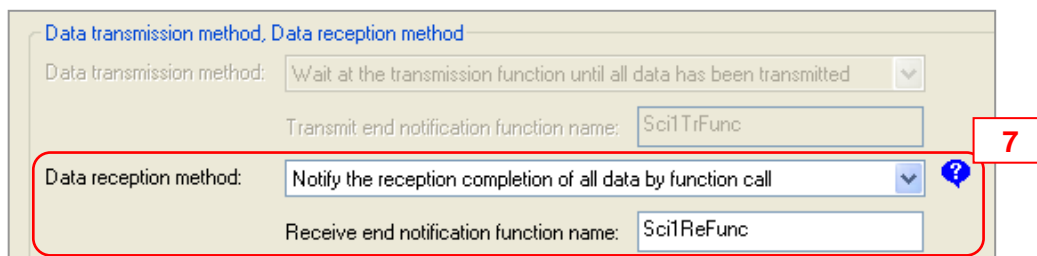 Data transmission method, Data reception method
Data transmission method: Wait at the transmission function until all data has been transmitted
Transmit end notification function name: Sci1TrFunc
7
Data reception method: Notify the reception completion of all data by function call ?
Receive end notification function name: Sci1ReFunc